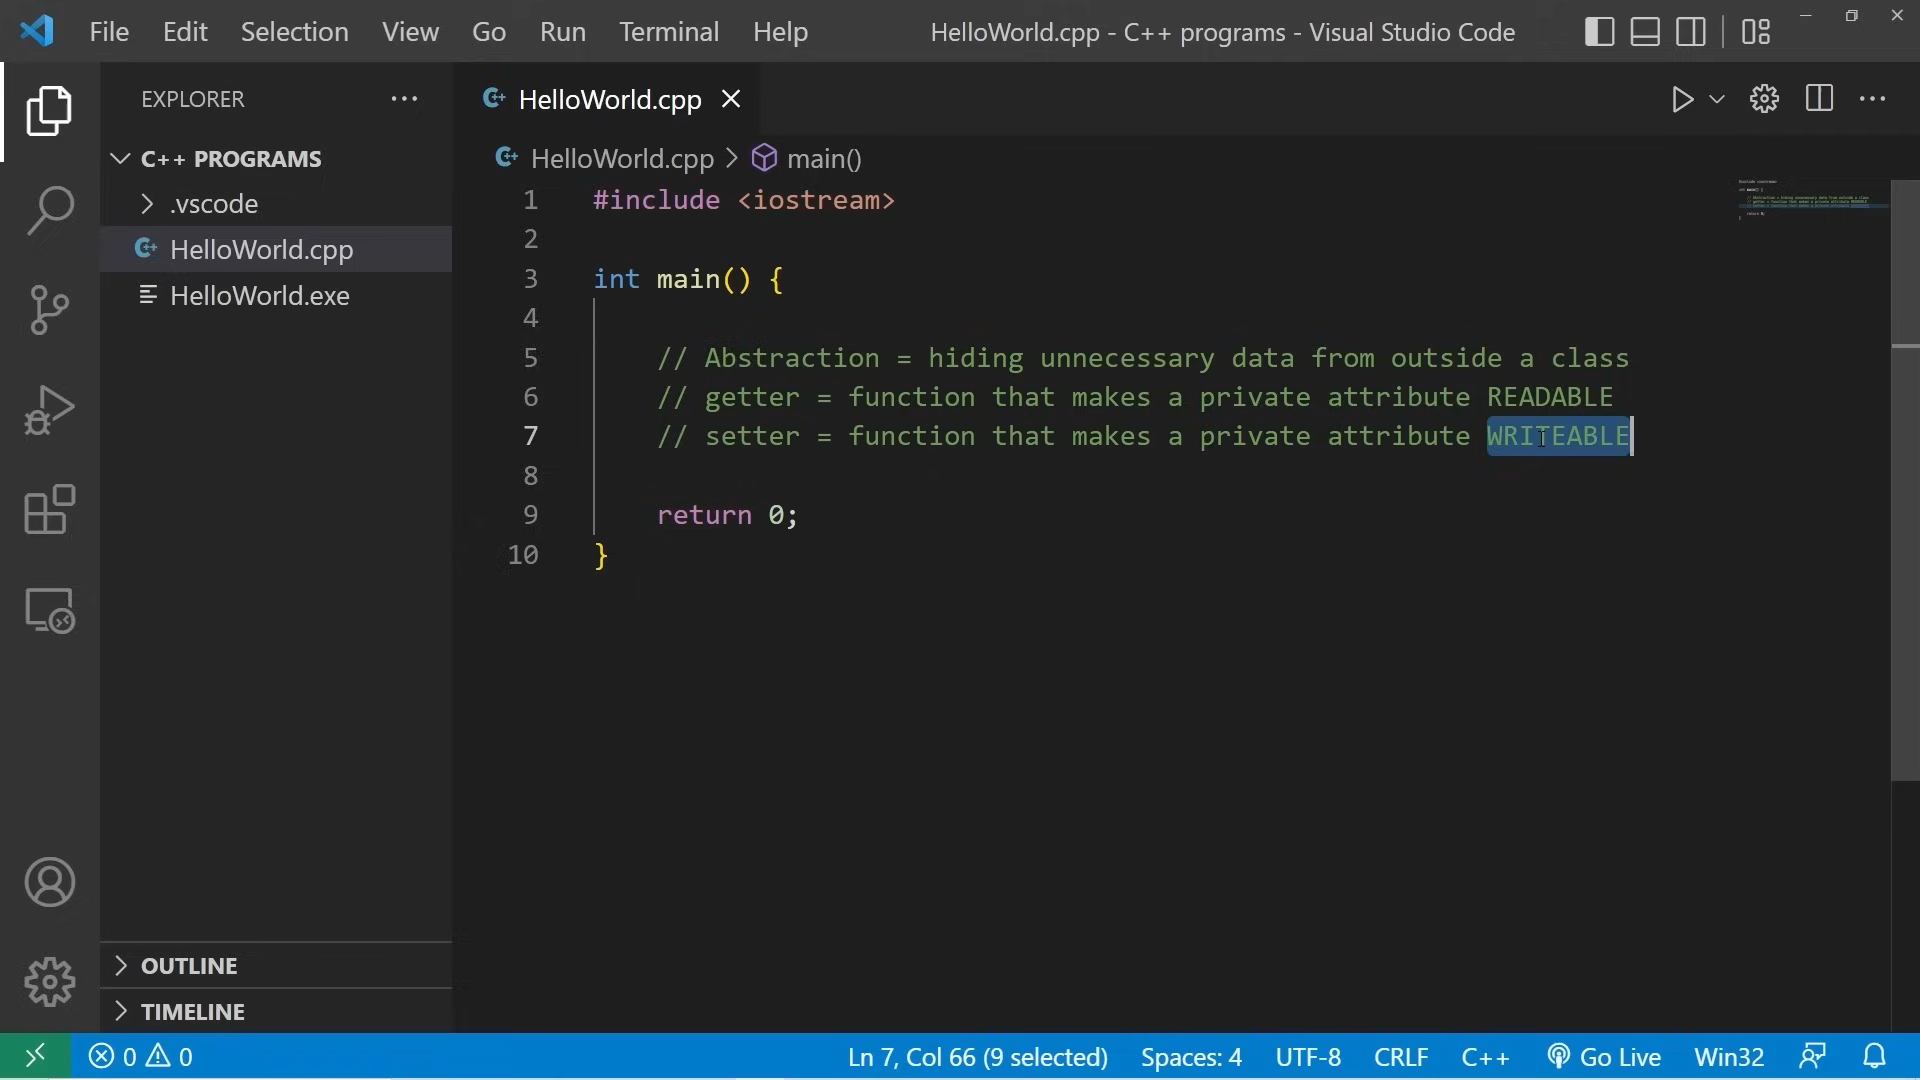 File Edit Selection View Go Run Terminal Help HelloWorld.cpp - C++ programs - Visual Studio Code
EXPLORER
C++ PROGRAMS
.vscode
HelloWorld.cpp
HelloWorld.exe
OUTLINE
TIMELINE
HelloWorld.cpp
HelloWorld.cpp > main()
1 #include <iostream>
2
3 int main() {
4
5 // Abstraction = hiding unnecessary data from outside a class
6 // getter = function that makes a private attribute READABLE
7 // setter = function that makes a private attribute WRITEABLE
8
9 return 0;
10 }
0 0 Ln 7, Col 66 (9 selected) Spaces: 4 UTF-8 CRLF C++ Go Live Win32